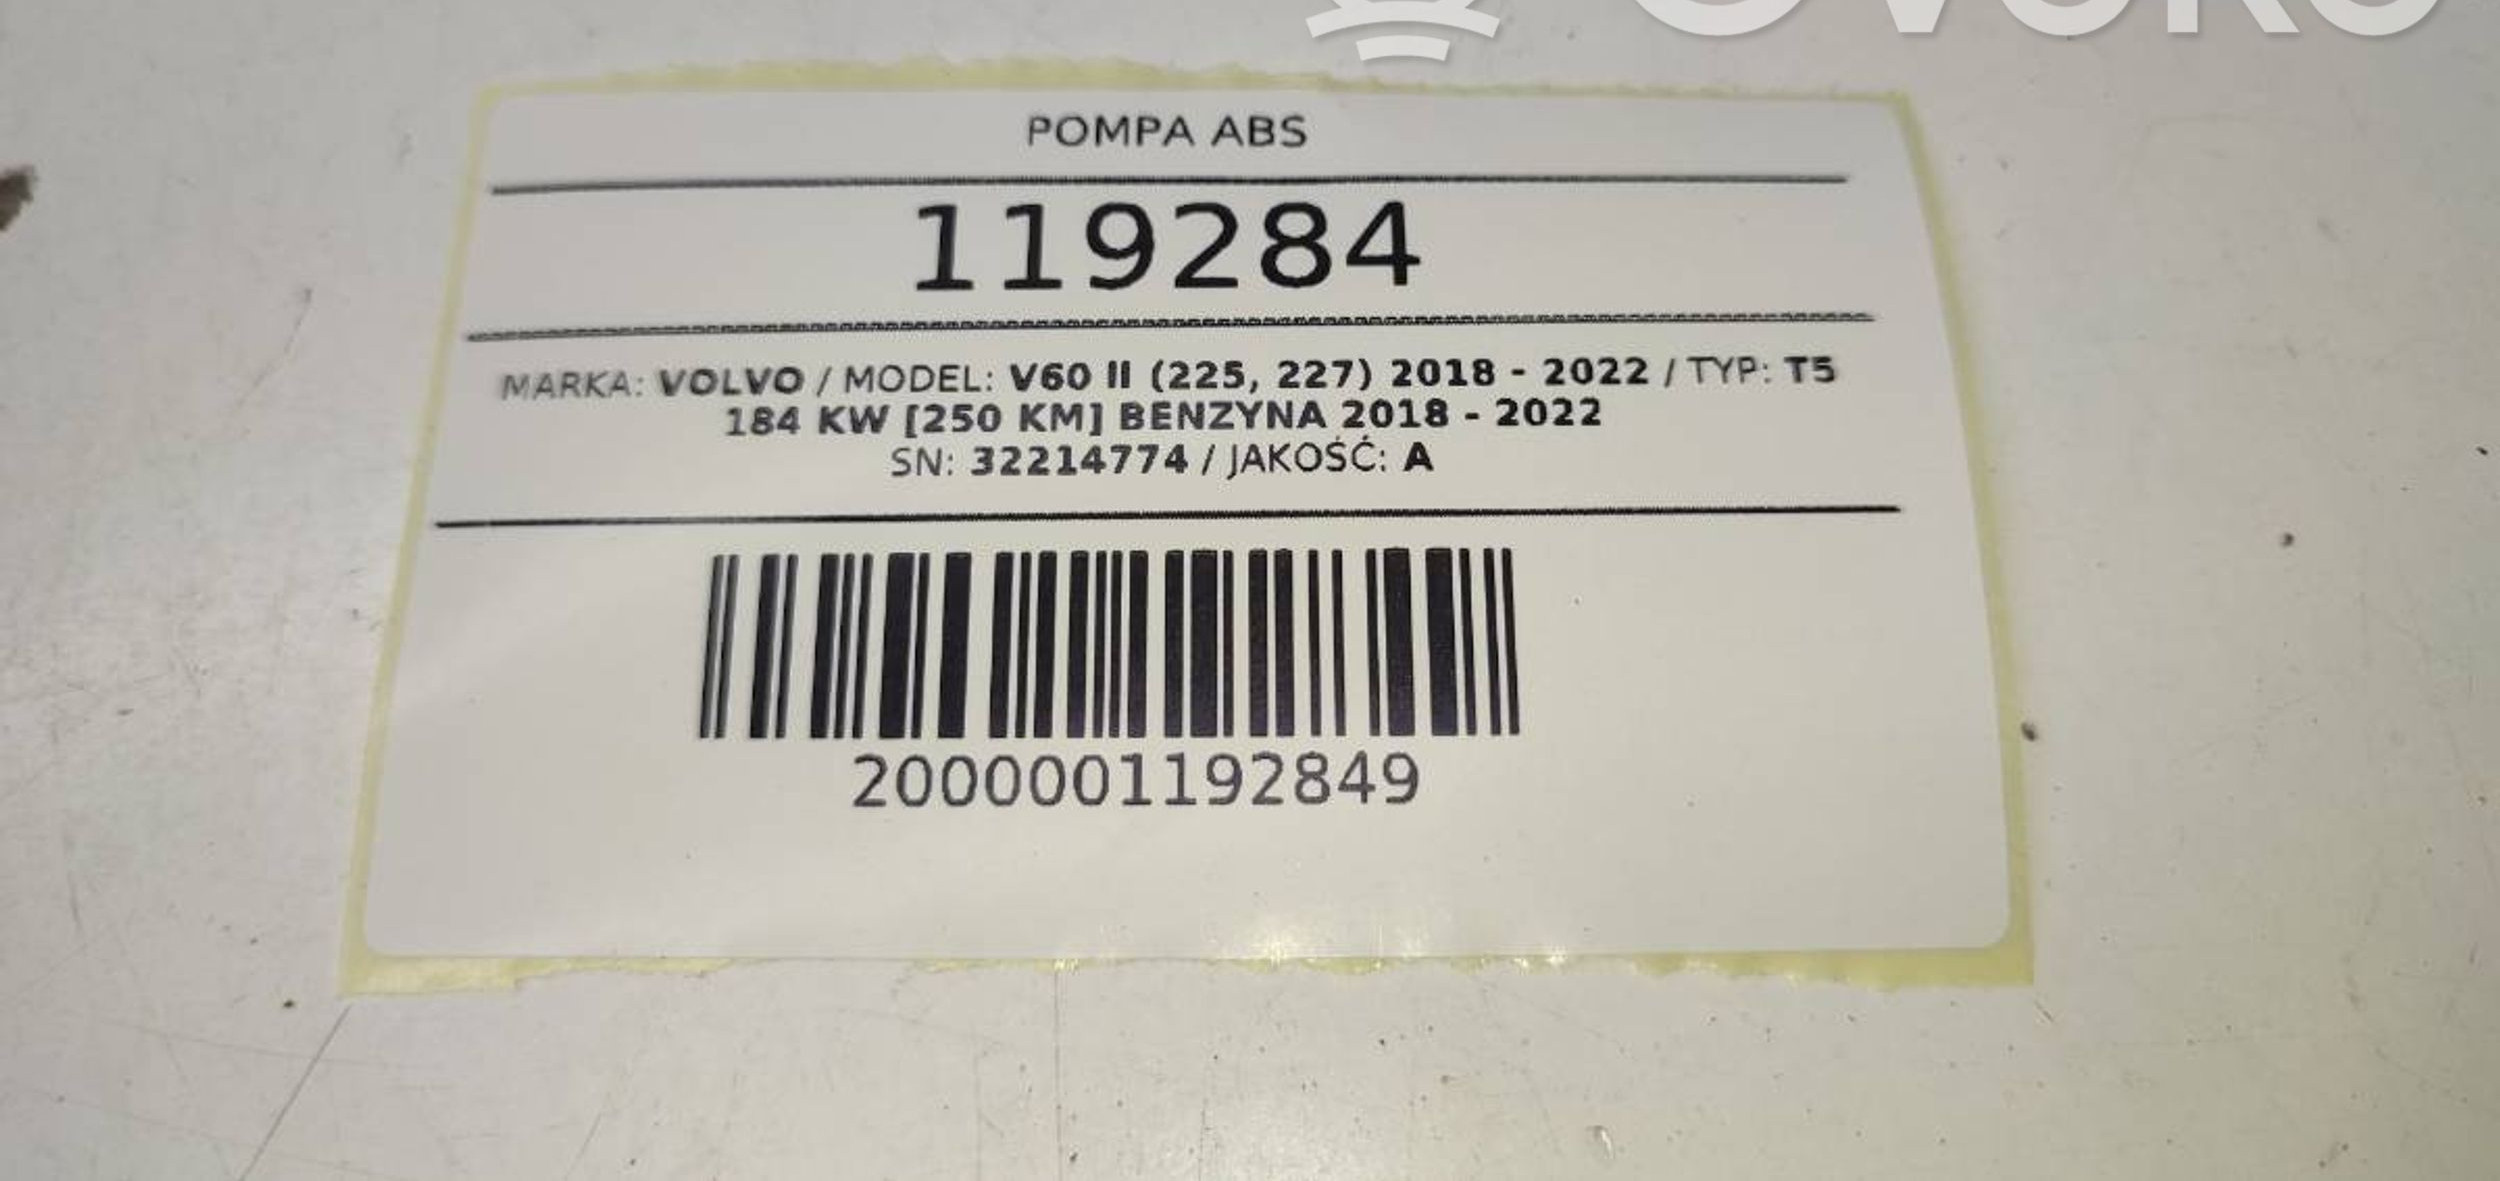 POMPA ABS
119284
MARKA: VOLVO / MODEL: V60 II (225, 227) 2018 - 2022 / TYP: T5
184 KW [250 KM] BENZYNA 2018 - 2022
SN: 32214774 / JAKOŚĆ: A
2000001192849